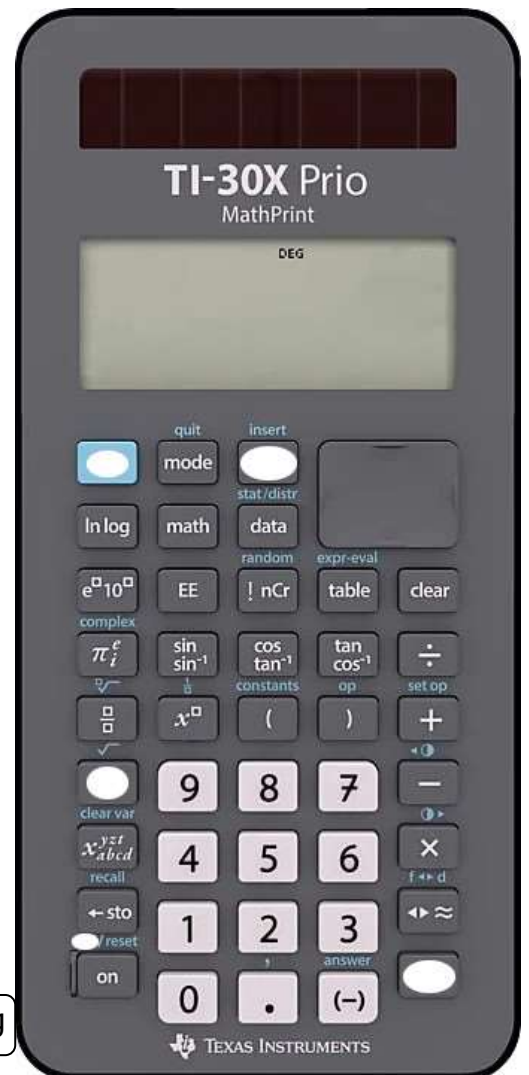 TI-30X Prio
MathPrint
DEG
quit insert
mode
stat/distr
ln log math data
random expr-eval
e□10□ EE ! nCr table clear
complex
π e i sin sin⁻¹ cos tan⁻¹ tan cos⁻¹ ÷
□√ 1/□ constants op set op
□/□ x□ ( ) +
√
9 8 7 −
clear var
x yzt abcd 4 5 6 ×
recall f◄►d
←sto 1 2 3 ◄►≈
/reset , answer
on 0 . (−)
g
TEXAS INSTRUMENTS